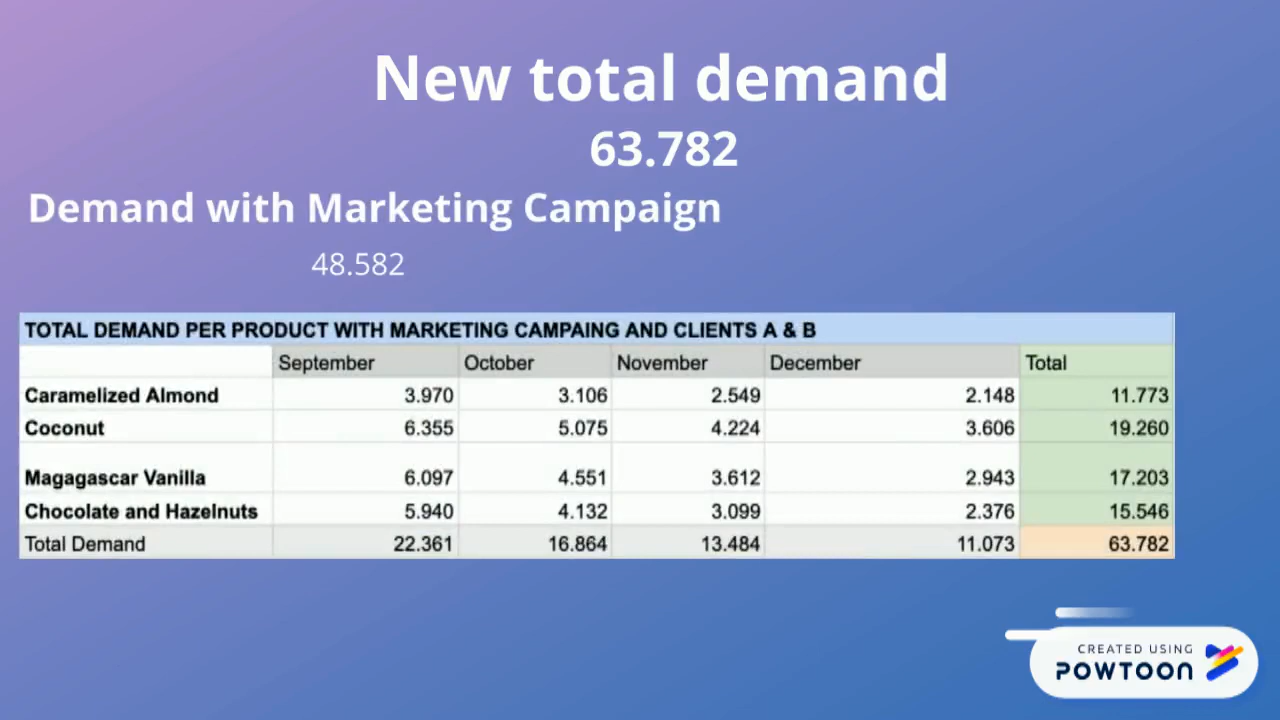 New total demand
63.782
Demand with Marketing Campaign
48.582
TOTAL DEMAND PER PRODUCT WITH MARKETING CAMPAING AND CLIENTS A & B
September October November December Total
Caramelized Almond 3.970 3.106 2.549 2.148 11.773
Coconut 6.355 5.075 4.224 3.606 19.260
Magagascar Vanilla 6.097 4.551 3.612 2.943 17.203
Chocolate and Hazelnuts 5.940 4.132 3.099 2.376 15.546
Total Demand 22.361 16.864 13.484 11.073 63.782
CREATED USING
POWTOON